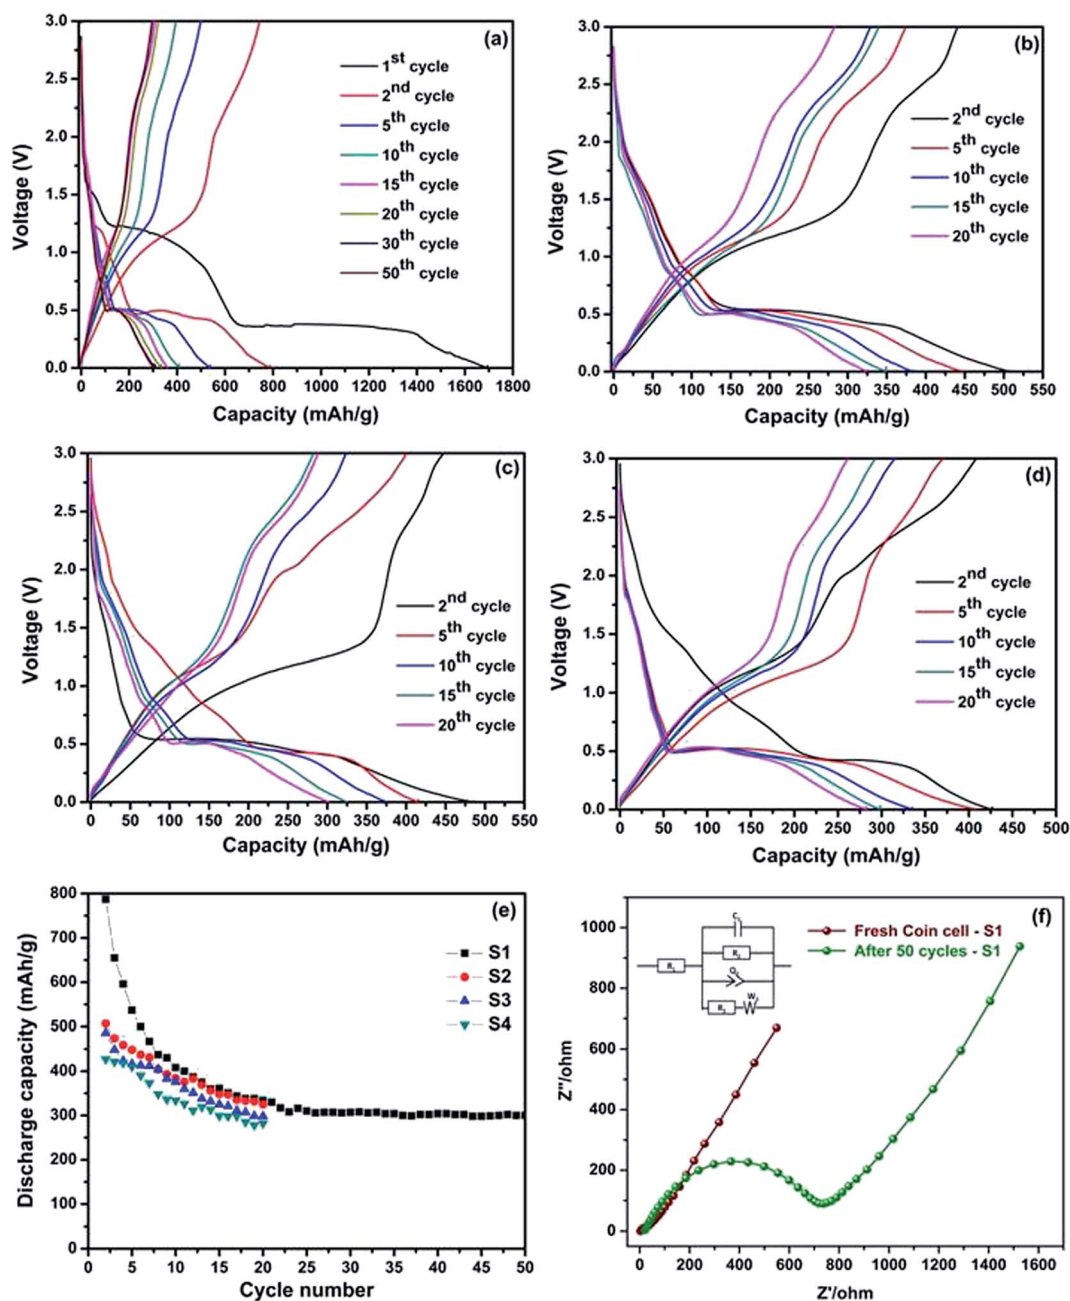 (a)
3.0
2.5
2.0
1.5
1.0
0.5
0.0
Voltage (V)
1st cycle
2nd cycle
5th cycle
10th cycle
15th cycle
20th cycle
30th cycle
50th cycle
0 200 400 600 800 1000 1200 1400 1600 1800
Capacity (mAh/g)
(b)
3.0
2.5
2.0
1.5
1.0
0.5
0.0
Voltage (V)
2nd cycle
5th cycle
10th cycle
15th cycle
20th cycle
0 50 100 150 200 250 300 350 400 450 500 550
Capacity (mAh/g)
(c)
3.0
2.5
2.0
1.5
1.0
0.5
0.0
Voltage (V)
2nd cycle
5th cycle
10th cycle
15th cycle
20th cycle
0 50 100 150 200 250 300 350 400 450 500 550
Capacity (mAh/g)
(d)
3.0
2.5
2.0
1.5
1.0
0.5
0.0
Voltage (V)
2nd cycle
5th cycle
10th cycle
15th cycle
20th cycle
0 50 100 150 200 250 300 350 400 450 500
Capacity (mAh/g)
(e)
800
700
600
500
400
300
200
100
0
Discharge capacity (mAh/g)
S1
S2
S3
S4
0 5 10 15 20 25 30 35 40 45 50
Cycle number
(f)
1000
800
600
400
200
0
Z"/ohm
Fresh Coin cell - S1
After 50 cycles - S1
R1
W
0 200 400 600 800 1000 1200 1400 1600
Z'/ohm